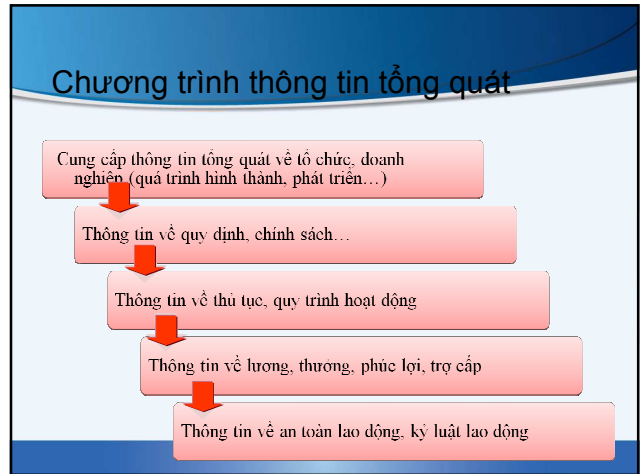 Chương trình thông tin tổng quát
Cung cấp thông tin tổng quát về tổ chức, doanh
nghiệp (quá trình hình thành, phát triển…)
Thông tin về quy định, chính sách…
Thông tin về thủ tục, quy trình hoạt động
Thông tin về lương, thưởng, phúc lợi, trợ cấp
Thông tin về an toàn lao động, kỷ luật lao động